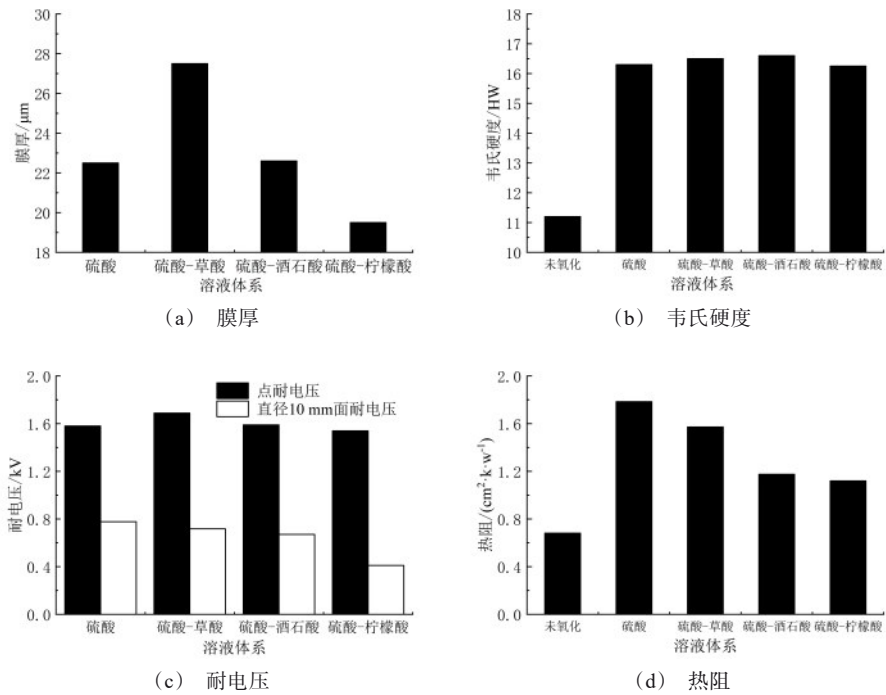 30
28
26
24
22
20
18
膜厚/μm
硫酸 硫酸-草酸 硫酸-酒石酸 硫酸-柠檬酸
溶液体系
(a) 膜厚
18
17
16
15
14
13
12
11
10
韦氏硬度/HW
未氧化 硫酸 硫酸-草酸 硫酸-酒石酸 硫酸-柠檬酸
溶液体系
(b) 韦氏硬度
2.0
1.6
1.2
0.8
0.4
0.0
耐电压/kV
点耐电压
直径10 mm面耐电压
硫酸 硫酸-草酸 硫酸-酒石酸 硫酸-柠檬酸
溶液体系
(c) 耐电压
2.0
1.6
1.2
0.8
0.4
0.0
热阻/(cm²·k·w⁻¹)
未氧化 硫酸 硫酸-草酸 硫酸-酒石酸 硫酸-柠檬酸
溶液体系
(d) 热阻